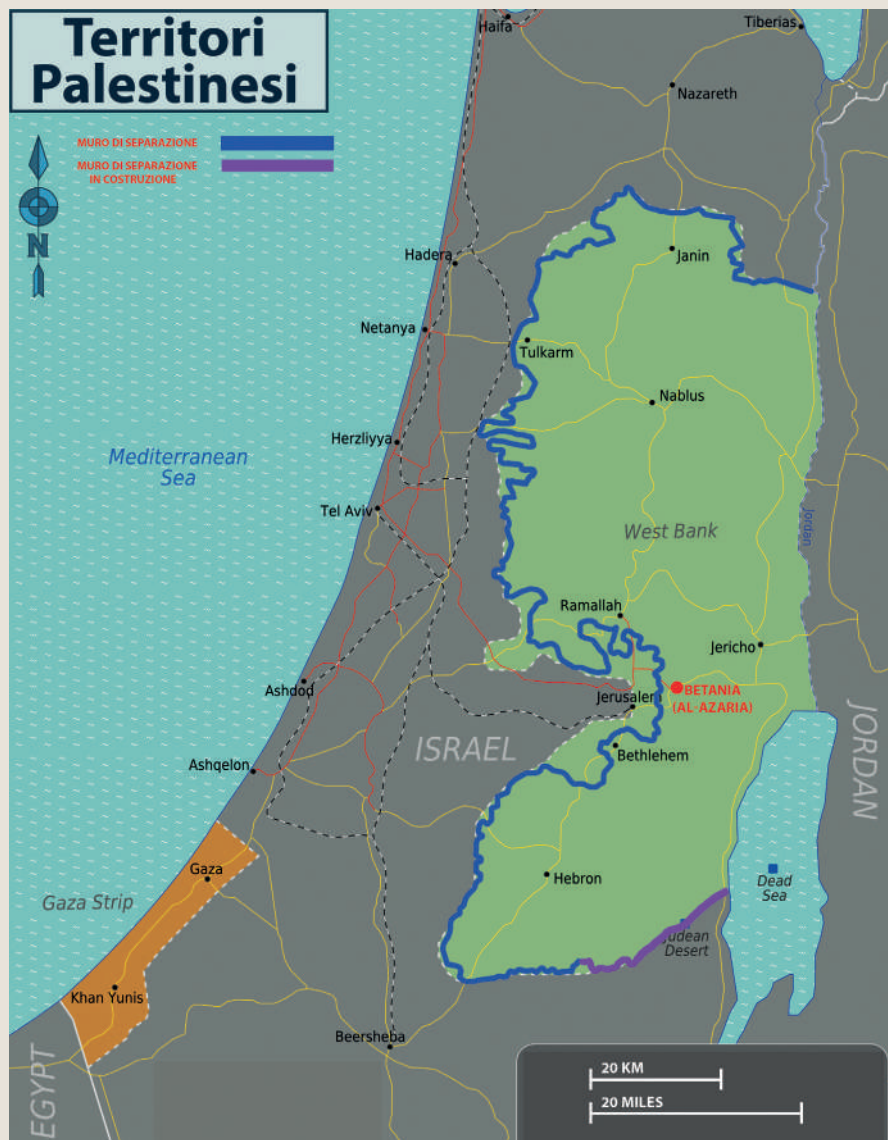 Territori
Palestinesi
MURO DI SEPARAZIONE
MURO DI SEPARAZIONE
IN COSTRUZIONE
N
Haifa
Tiberias
Nazareth
Hadera
Janin
Netanya
Tulkarm
Nablus
Herzliyya
Mediterranean
Sea
Tel Aviv
West Bank
Jordan
Ramallah
Jericho
Ashdod
BETANIA
(AL-AZARIA)
Jerusalem
ISRAEL
Bethlehem
JORDAN
Ashqelon
Gaza
Hebron
Dead
Sea
Gaza Strip
Judean
Desert
Khan Yunis
Beersheba
EGYPT
20 KM
20 MILES